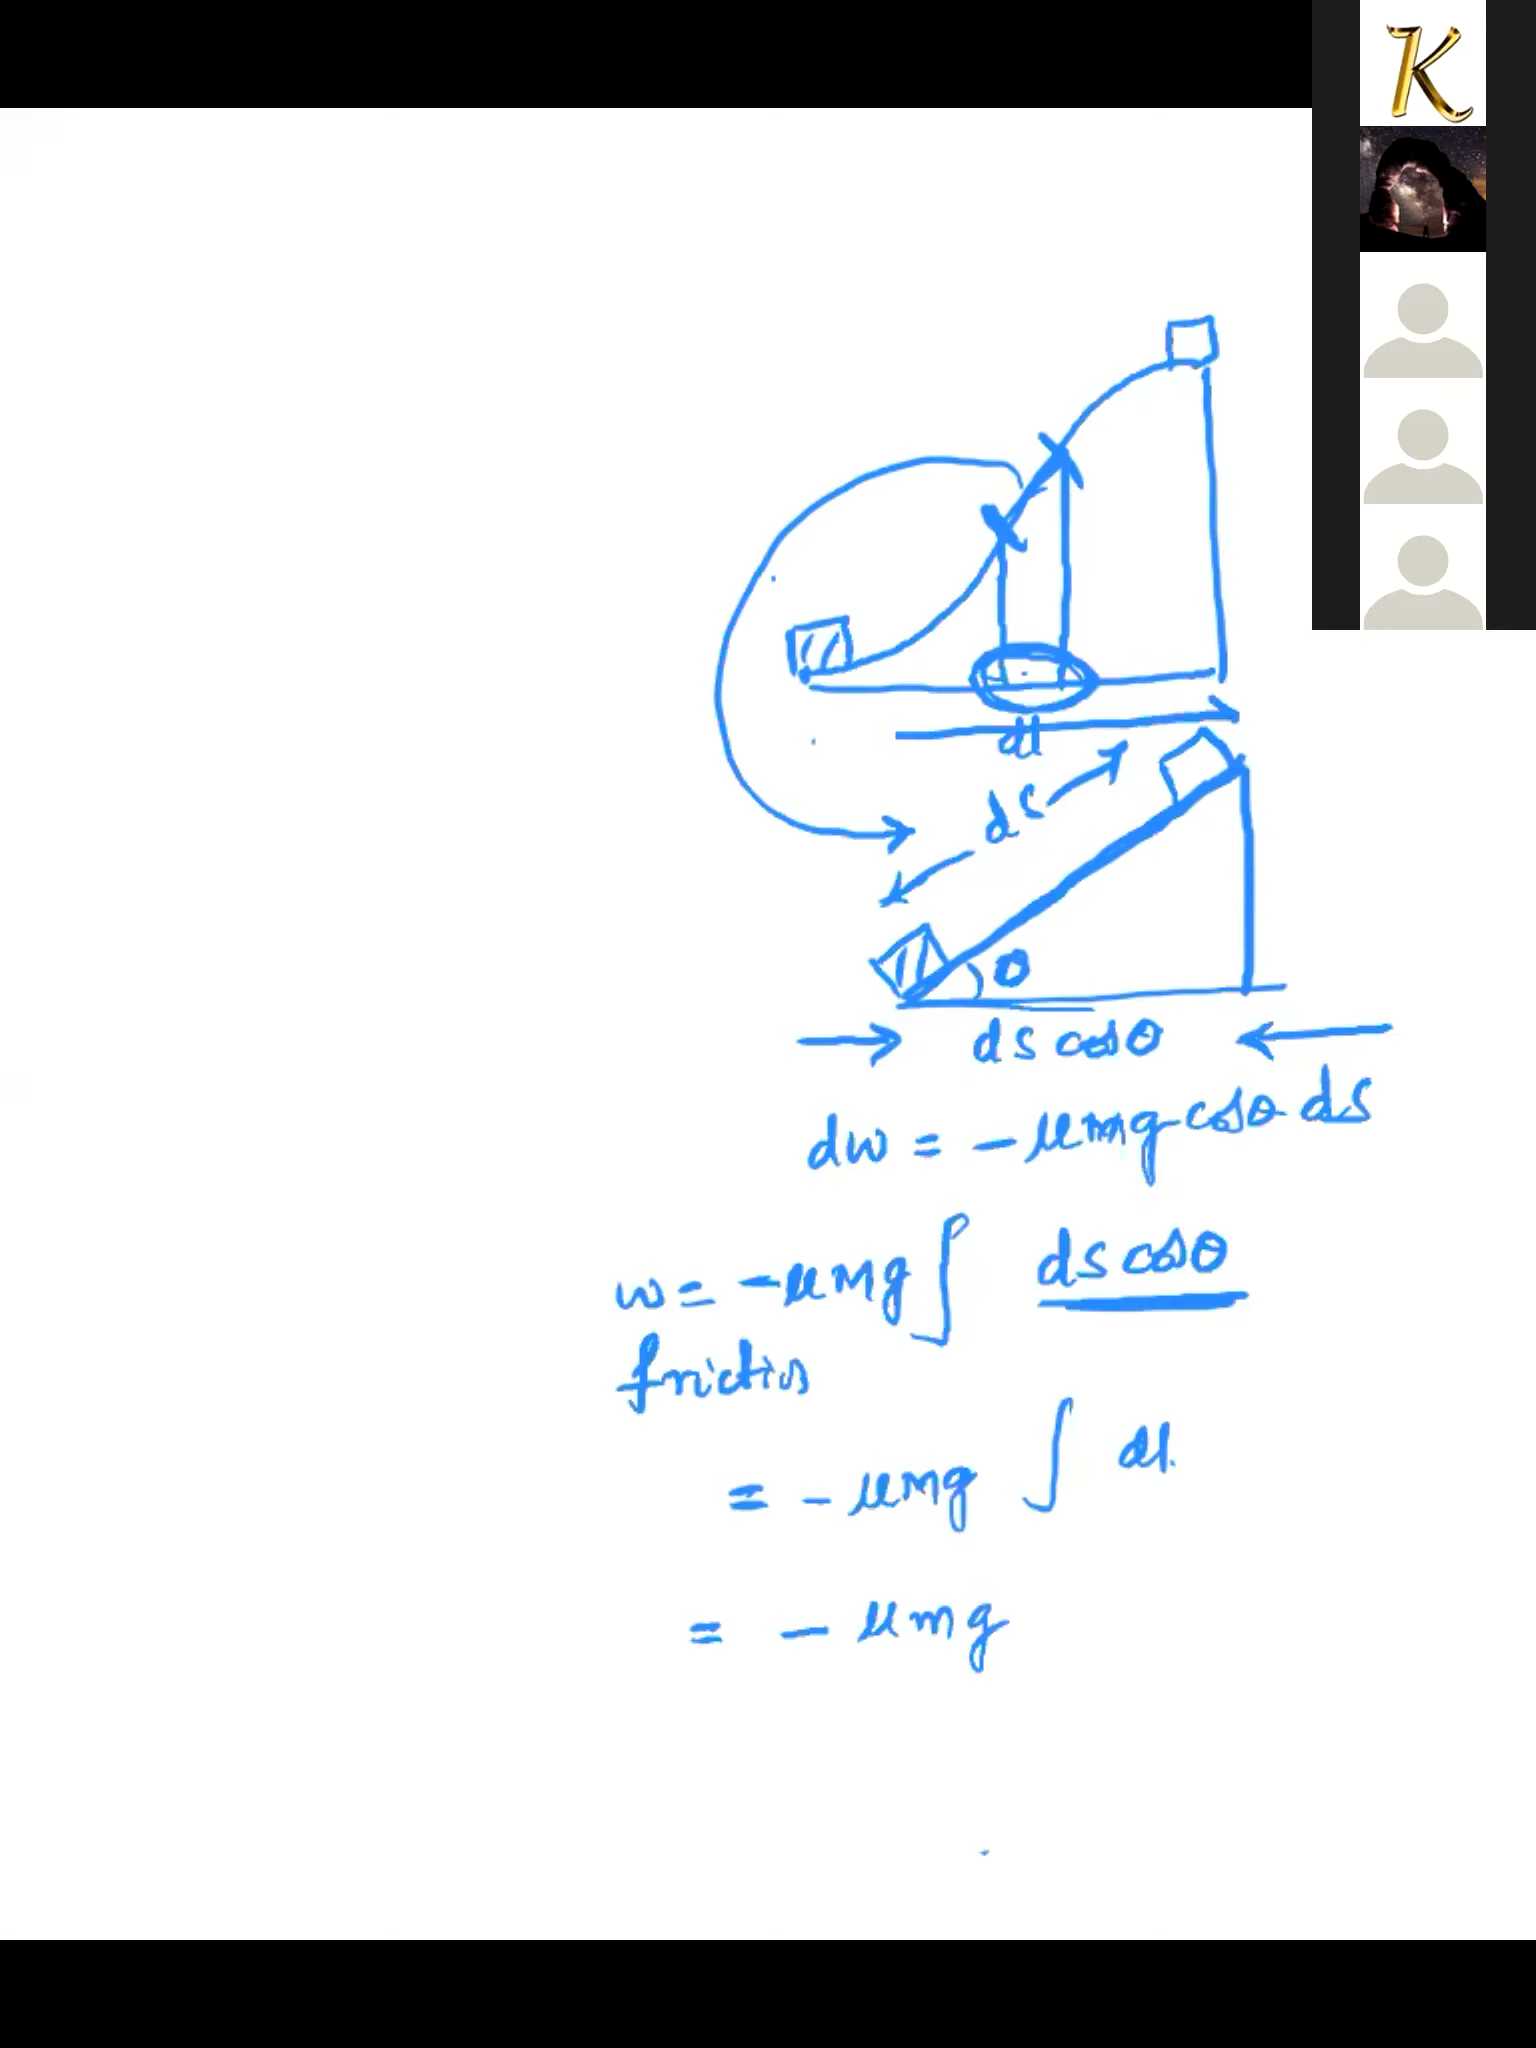 K
dl
ds
θ
ds cosθ
dw = -μmg cosθ ds
w = -μmg ∫ ds cosθ
friction
= -μmg ∫ dl.
= -μmg